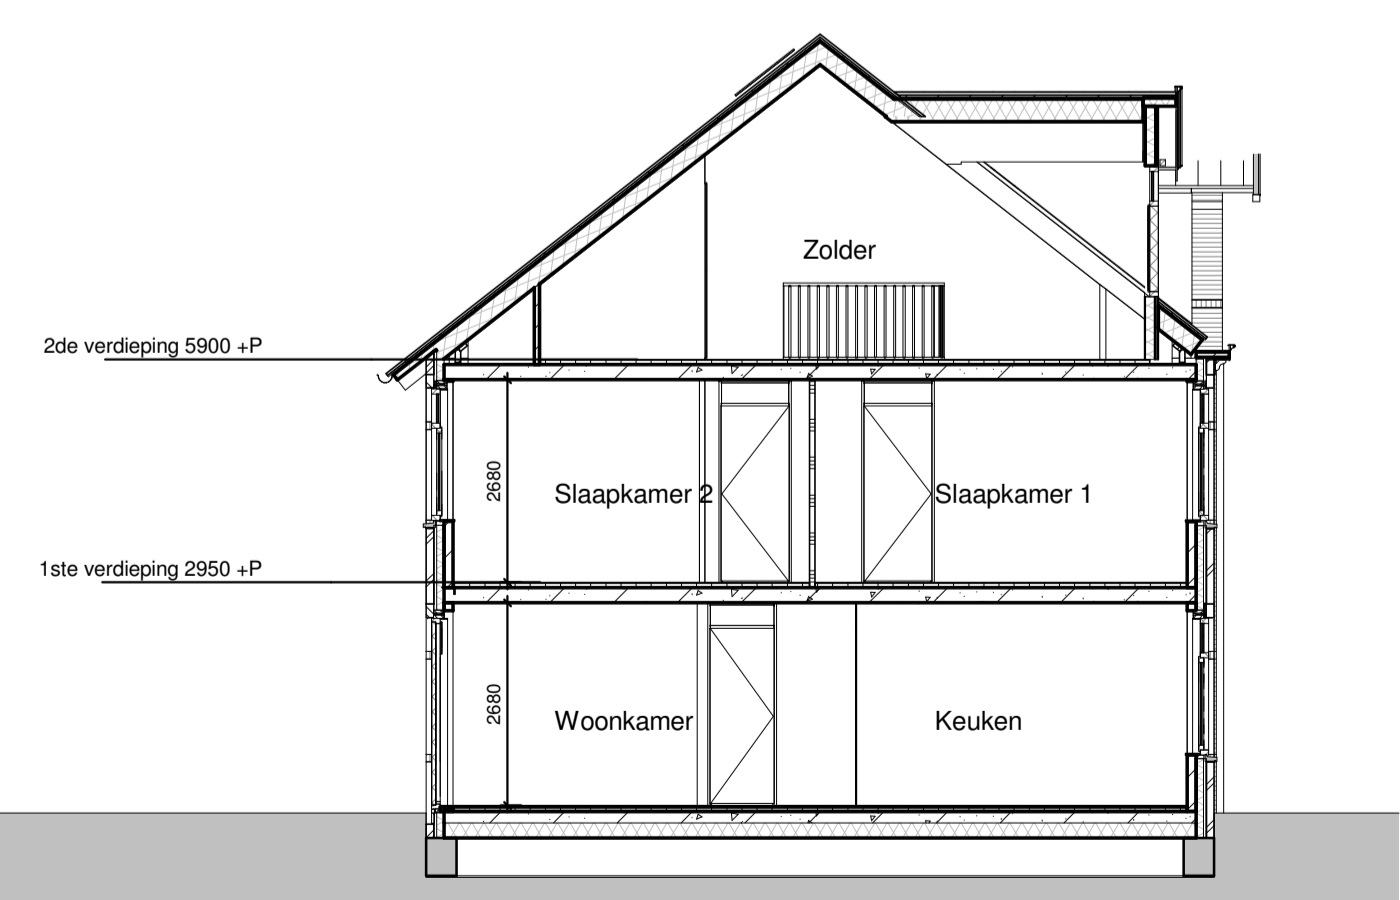 Zolder
2de verdieping 5900 +P
2680
Slaapkamer 2
Slaapkamer 1
1ste verdieping 2950 +P
2680
Woonkamer
Keuken